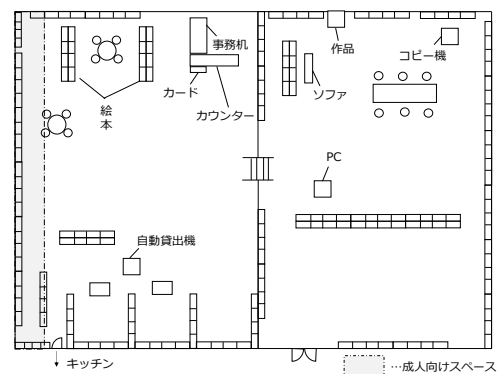 事務机
作品
コピー機
カード
ソファ
絵本
カウンター
PC
自動貸出機
キッチン
…成人向けスペース